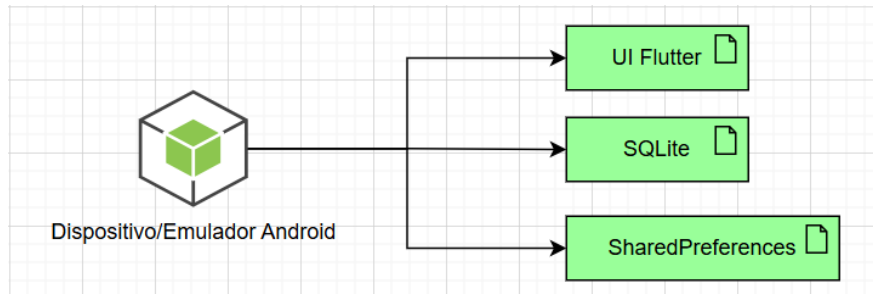 UI Flutter
SQLite
Dispositivo/Emulador Android
SharedPreferences